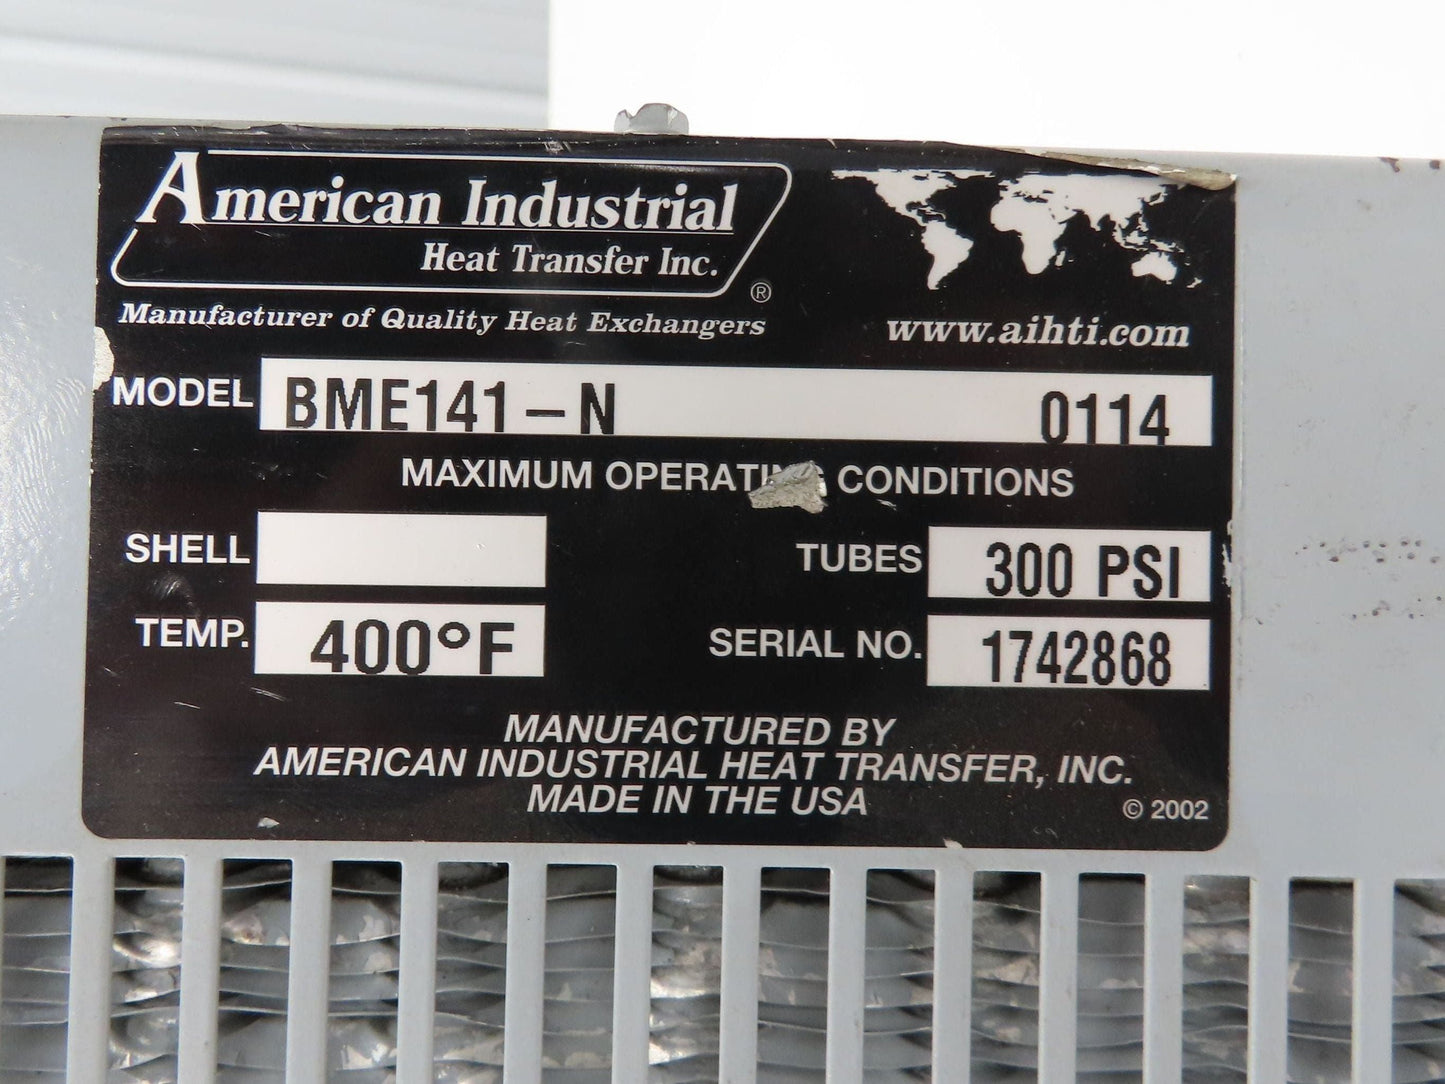 American Industrial
Heat Transfer Inc.
®
Manufacturer of Quality Heat Exchangers
www.aihti.com
MODEL BME141-N 0114
MAXIMUM OPERATING CONDITIONS
SHELL TUBES 300 PSI
TEMP. 400°F SERIAL NO. 1742868
MANUFACTURED BY
AMERICAN INDUSTRIAL HEAT TRANSFER, INC.
MADE IN THE USA
© 2002